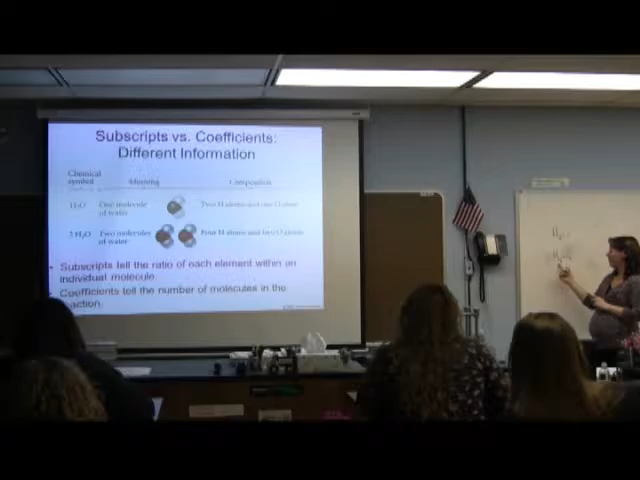 Subscripts vs. Coefficients:
Different Information
Chemical symbol Meaning Composition
H₂O One molecule of water Two H atoms and one O atom
2 H₂O Two molecules of water Four H atoms and two O atoms
• Subscripts tell the ratio of each element within an
individual molecule.
• Coefficients tell the number of molecules in the